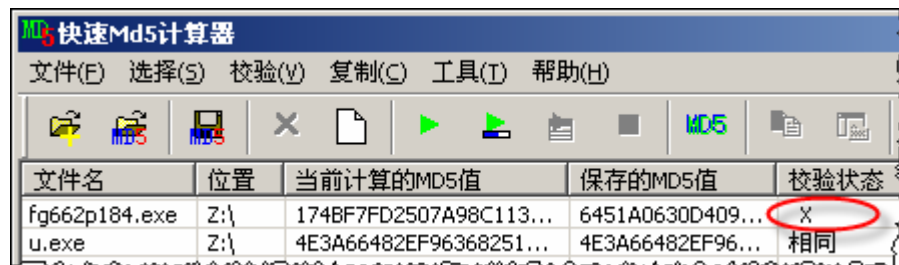 MD5 快速Md5计算器
文件(F) 选择(S) 校验(V) 复制(C) 工具(T) 帮助(H)
MD5 MD5 MD5
文件名 位置 当前计算的MD5值 保存的MD5值 校验状态
fg662p184.exe Z:\ 174BF7FD2507A98C113... 6451A0630D409... X
u.exe Z:\ 4E3A66482EF96368251... 4E3A66482EF96... 相同